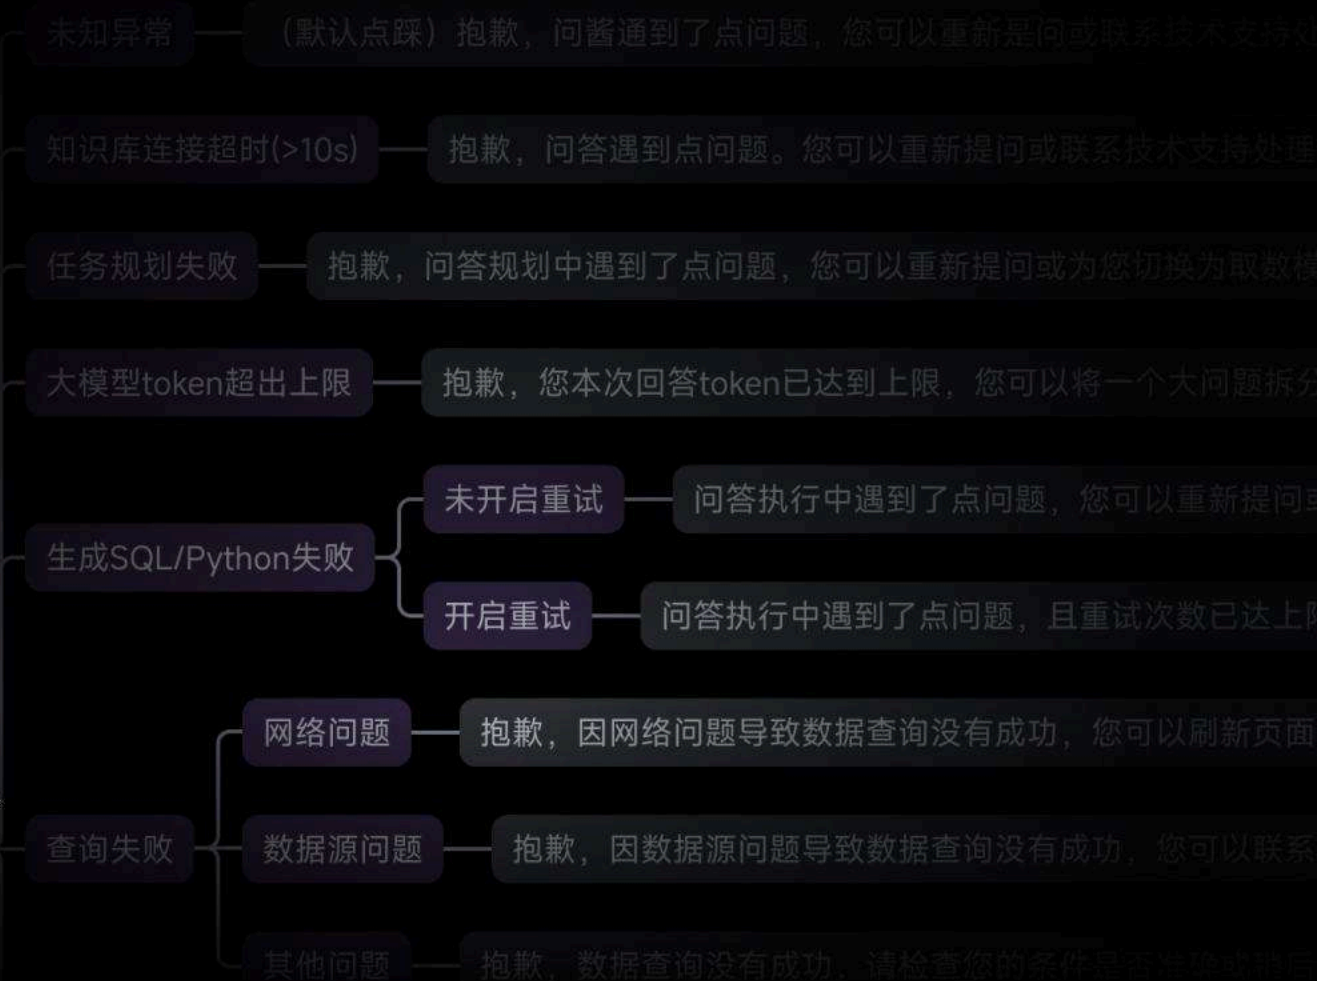 未知异常
（默认点踩）抱歉，问酱通到了点问题，您可以重新是问或联系技术支持处
知识库连接超时(>10s)
抱歉，问答遇到点问题。您可以重新提问或联系技术支持处理
任务规划失败
抱歉，问答规划中遇到了点问题，您可以重新提问或为您切换为取数模
大模型token超出上限
抱歉，您本次回答token已达到上限，您可以将一个大问题拆分
生成SQL/Python失败
未开启重试
问答执行中遇到了点问题，您可以重新提问或
开启重试
问答执行中遇到了点问题，且重试次数已达上限
查询失败
网络问题
抱歉，因网络问题导致数据查询没有成功，您可以刷新页面
数据源问题
抱歉，因数据源问题导致数据查询没有成功，您可以联系
其他问题
抱歉，数据查询没有成功，请检查您的条件是否准确或